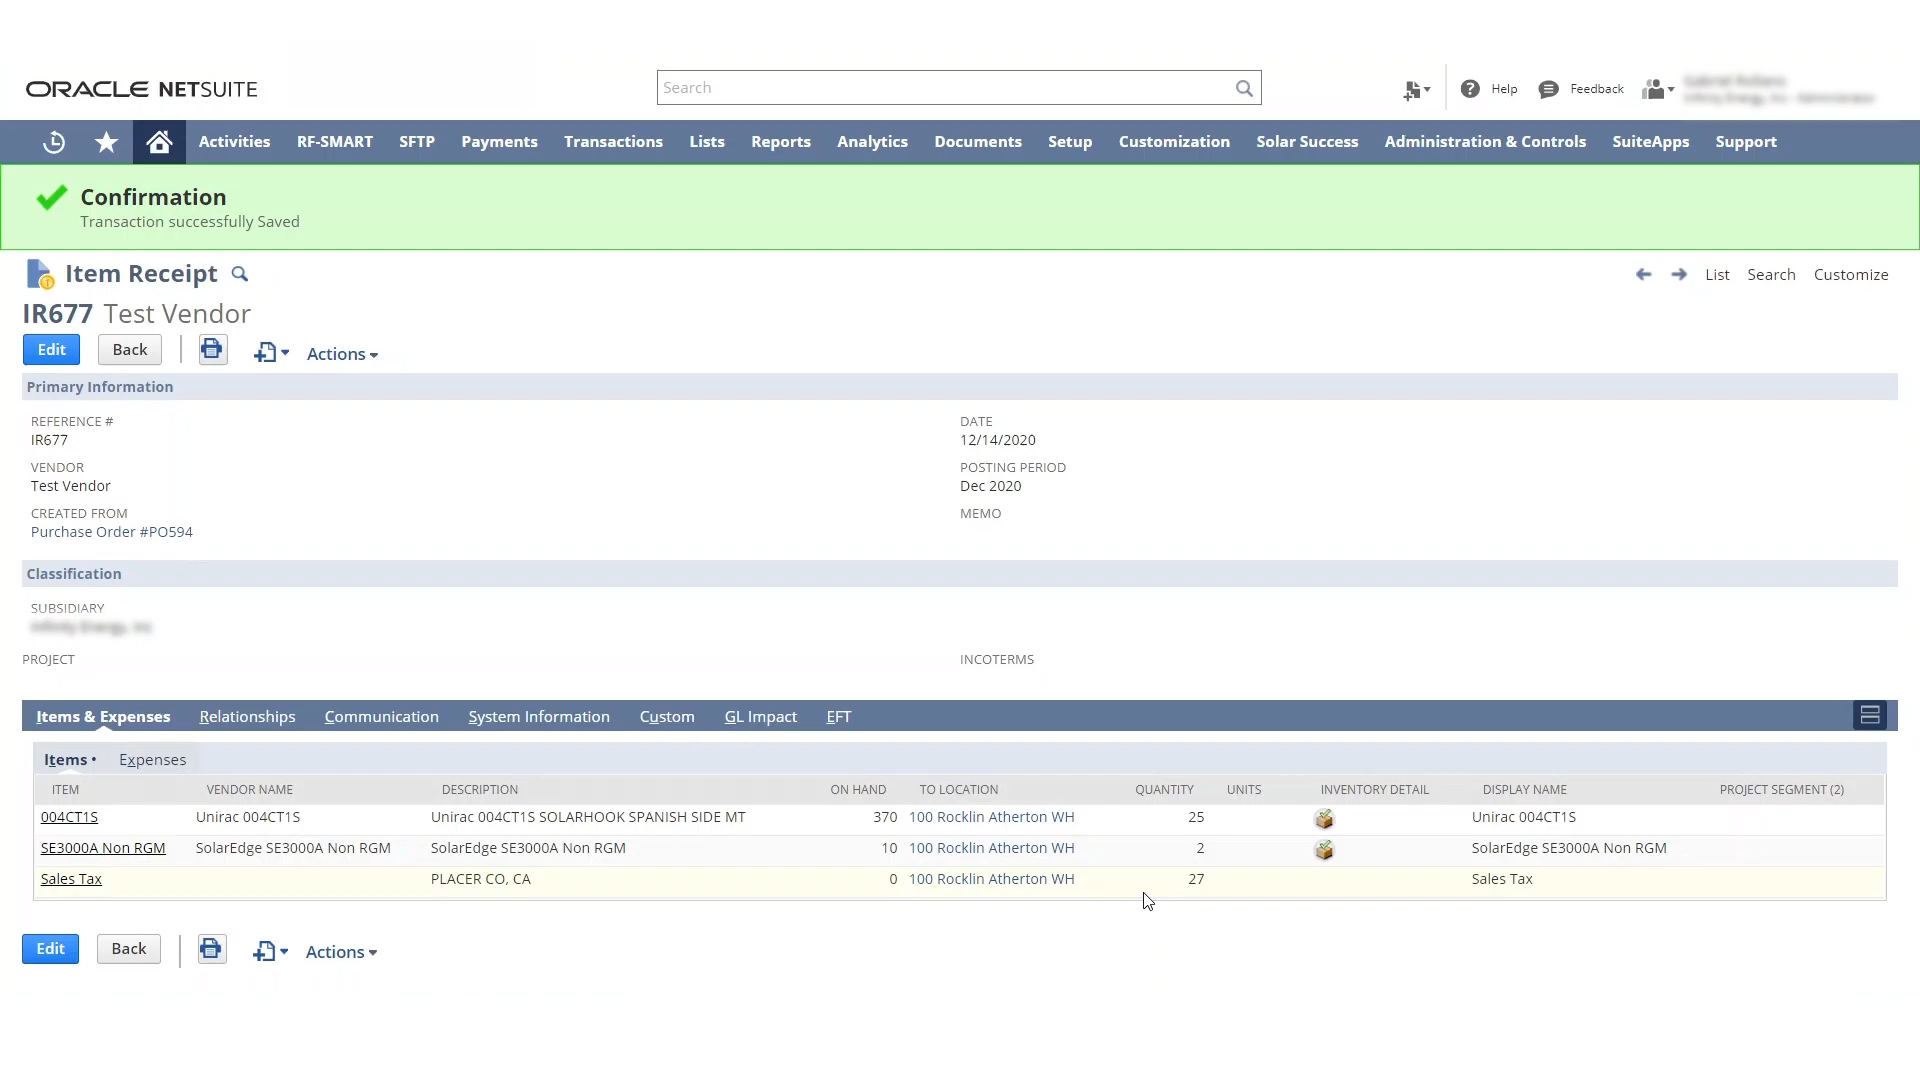 ORACLE NETSUITE
Search
Help
Feedback
Activities RF-SMART SFTP Payments Transactions Lists Reports Analytics Documents Setup Customization Solar Success Administration & Controls SuiteApps Support
Confirmation
Transaction successfully Saved
Item Receipt
List Search Customize
IR677 Test Vendor
Edit Back Actions
Primary Information
REFERENCE #
IR677
VENDOR
Test Vendor
CREATED FROM
Purchase Order #PO594
DATE
12/14/2020
POSTING PERIOD
Dec 2020
MEMO
Classification
SUBSIDIARY
PROJECT
INCOTERMS
Items & Expenses Relationships Communication System Information Custom GL Impact EFT
Items • Expenses
ITEM VENDOR NAME DESCRIPTION ON HAND TO LOCATION QUANTITY UNITS INVENTORY DETAIL DISPLAY NAME PROJECT SEGMENT (2)
004CT1S Unirac 004CT1S Unirac 004CT1S SOLARHOOK SPANISH SIDE MT 370 100 Rocklin Atherton WH 25 Unirac 004CT1S
SE3000A Non RGM SolarEdge SE3000A Non RGM SolarEdge SE3000A Non RGM 10 100 Rocklin Atherton WH 2 SolarEdge SE3000A Non RGM
Sales Tax PLACER CO, CA 0 100 Rocklin Atherton WH 27 Sales Tax
Edit Back Actions